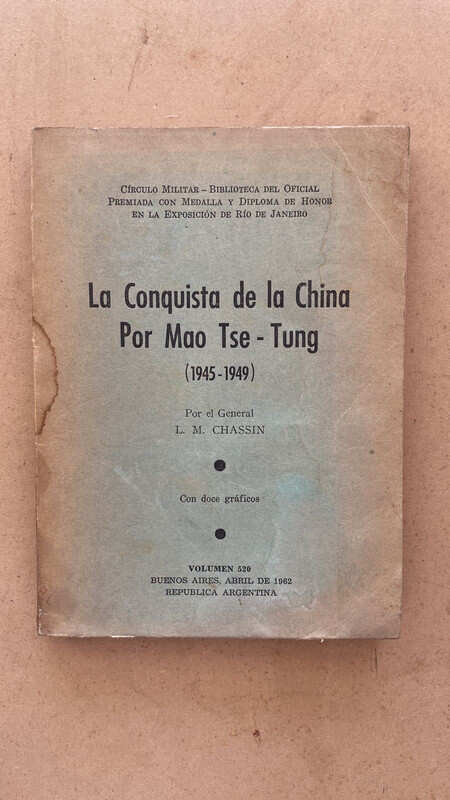 Círculo Militar – Biblioteca del Oficial
Premiada con Medalla y Diploma de Honor
en la Exposición de Río de Janeiro
La Conquista de la China
Por Mao Tse - Tung
(1945 - 1949)
Por el General
L. M. CHASSIN
Con doce gráficos
VOLUMEN 520
BUENOS AIRES, ABRIL DE 1962
REPUBLICA ARGENTINA